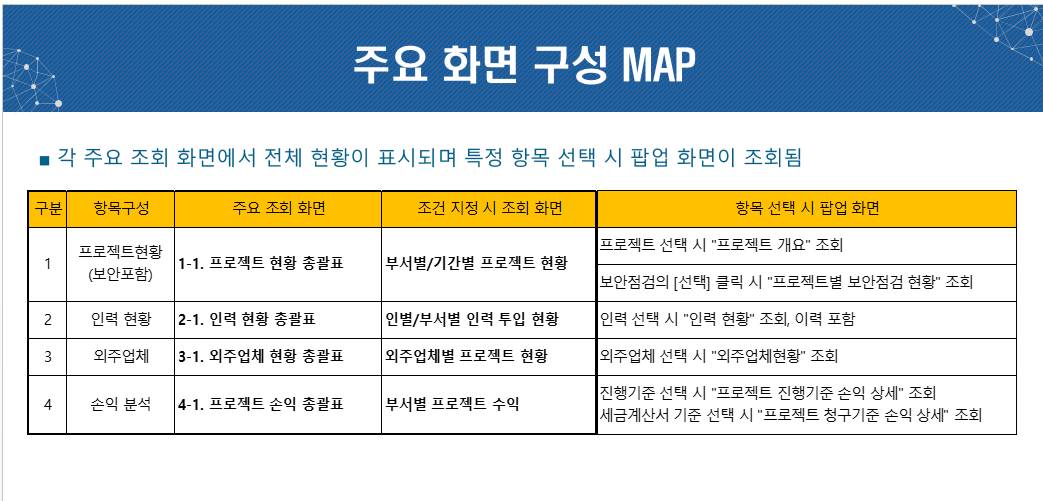 주요 화면 구성 MAP
■ 각 주요 조회 화면에서 전체 현황이 표시되며 특정 항목 선택 시 팝업 화면이 조회됨
구분 항목구성 주요 조회 화면 조건 지정 시 조회 화면 항목 선택 시 팝업 화면
1 프로젝트현황 (보안포함) 1-1. 프로젝트 현황 총괄표 부서별/기간별 프로젝트 현황 프로젝트 선택 시 "프로젝트 개요" 조회
보안점검의 [선택] 클릭 시 "프로젝트별 보안점검 현황" 조회
2 인력 현황 2-1. 인력 현황 총괄표 인별/부서별 인력 투입 현황 인력 선택 시 "인력 현황" 조회, 이력 포함
3 외주업체 3-1. 외주업체 현황 총괄표 외주업체별 프로젝트 현황 외주업체 선택 시 "외주업체현황" 조회
4 손익 분석 4-1. 프로젝트 손익 총괄표 부서별 프로젝트 수익 진행기준 선택 시 "프로젝트 진행기준 손익 상세" 조회
세금계산서 기준 선택 시 "프로젝트 청구기준 손익 상세" 조회